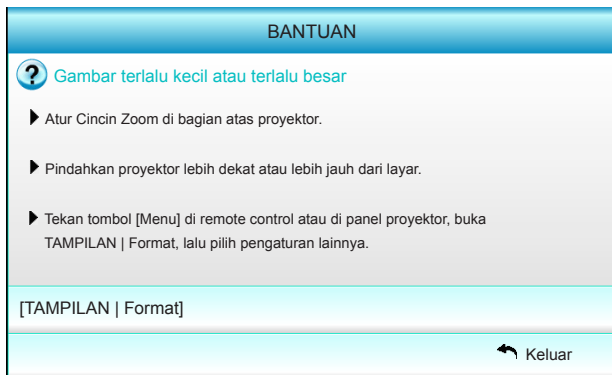 BANTUAN
Gambar terlalu kecil atau terlalu besar
Atur Cincin Zoom di bagian atas proyektor.
Pindahkan proyektor lebih dekat atau lebih jauh dari layar.
Tekan tombol [Menu] di remote control atau di panel proyektor, buka
TAMPILAN | Format, lalu pilih pengaturan lainnya.
[TAMPILAN | Format]
Keluar